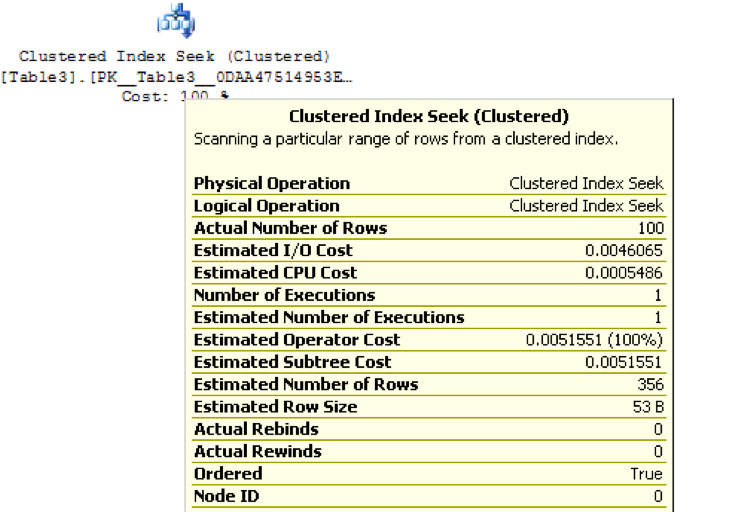 Clustered Index Seek (Clustered)
[Table3].[PK__Table3__0DAA47514953E…
Cost: 100 %
Clustered Index Seek (Clustered)
Scanning a particular range of rows from a clustered index.
Physical Operation Clustered Index Seek
Logical Operation Clustered Index Seek
Actual Number of Rows 100
Estimated I/O Cost 0.0046065
Estimated CPU Cost 0.0005486
Number of Executions 1
Estimated Number of Executions 1
Estimated Operator Cost 0.0051551 (100%)
Estimated Subtree Cost 0.0051551
Estimated Number of Rows 356
Estimated Row Size 53 B
Actual Rebinds 0
Actual Rewinds 0
Ordered True
Node ID 0